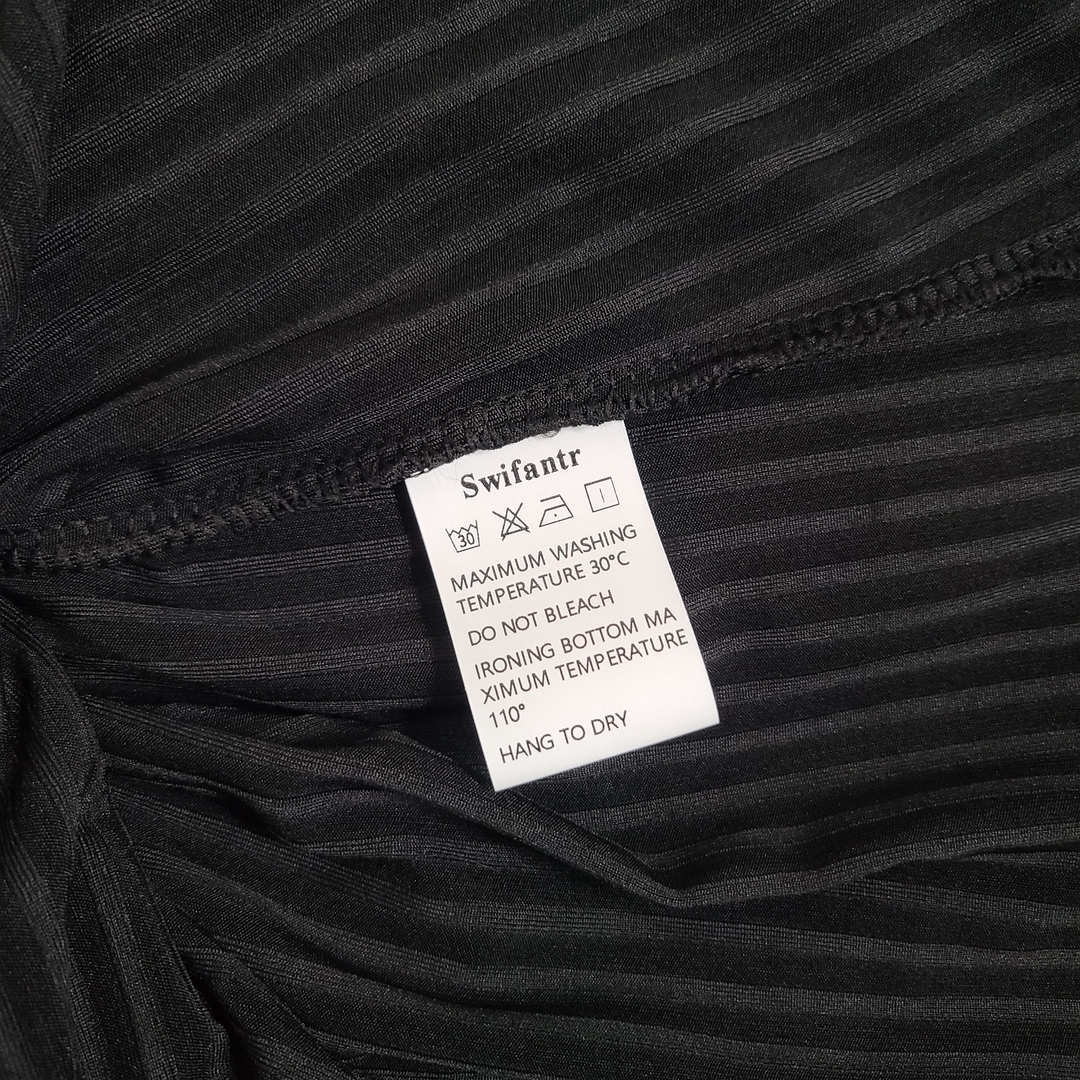 Swifantr
30
MAXIMUM WASHING
TEMPERATURE 30°C
DO NOT BLEACH
IRONING BOTTOM MA
XIMUM TEMPERATURE
110°
HANG TO DRY